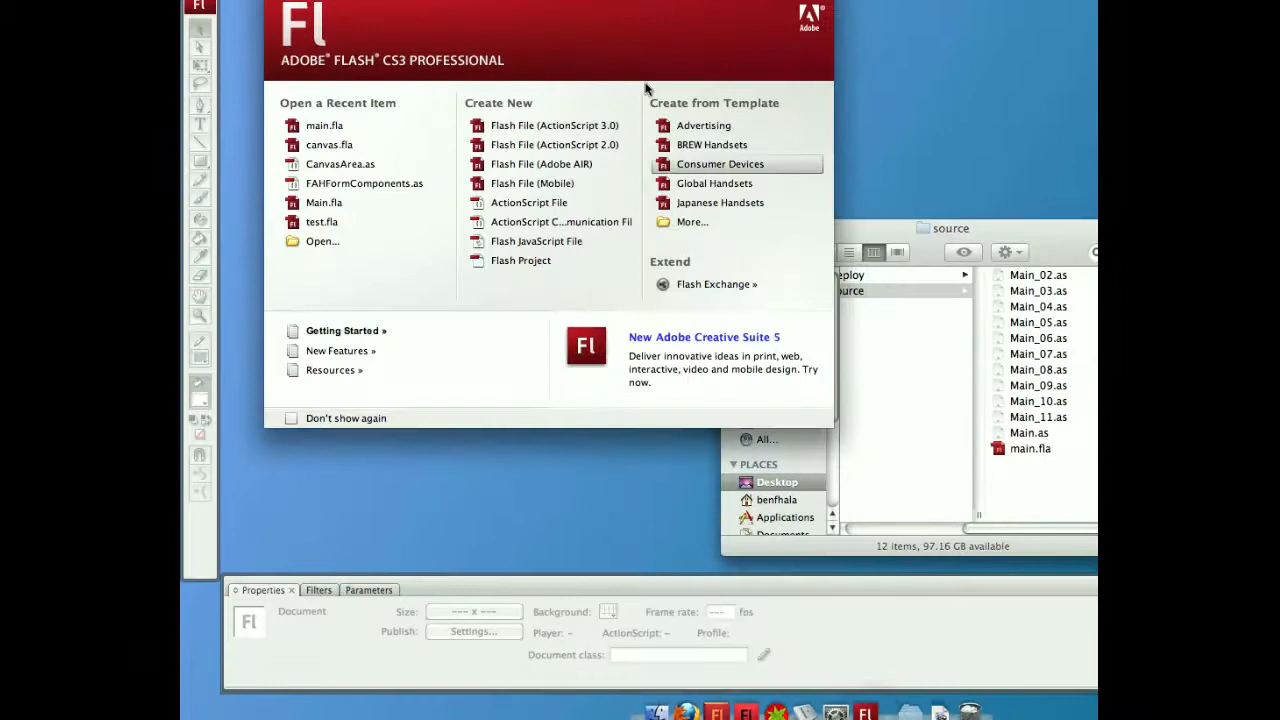 Fl
Fl
Adobe
ADOBE® FLASH® CS3 PROFESSIONAL
Open a Recent Item
main.fla
canvas.fla
CanvasArea.as
FAHFormComponents.as
Main.fla
test.fla
Open...
Create New
Flash File (ActionScript 3.0)
Flash File (ActionScript 2.0)
Flash File (Adobe AIR)
Flash File (Mobile)
ActionScript File
ActionScript C...munication Fil
Flash JavaScript File
Flash Project
Create from Template
Advertising
BREW Handsets
Consumer Devices
Global Handsets
Japanese Handsets
More...
Extend
Flash Exchange »
Getting Started »
New Features »
Resources »
Fl
New Adobe Creative Suite 5
Deliver innovative ideas in print, web,
interactive, video and mobile design. Try
now.
Don't show again
source
eploy
ource
Main_02.as
Main_03.as
Main_04.as
Main_05.as
Main_06.as
Main_07.as
Main_08.as
Main_09.as
Main_10.as
Main_11.as
Main.as
main.fla
All...
PLACES
Desktop
benfhala
Applications
Documents
12 items, 97.16 GB available
Properties × Filters Parameters
Fl
Document
Size: --- x --- Background: Frame rate: --- fps
Publish: Settings... Player: – ActionScript: – Profile:
Document class: